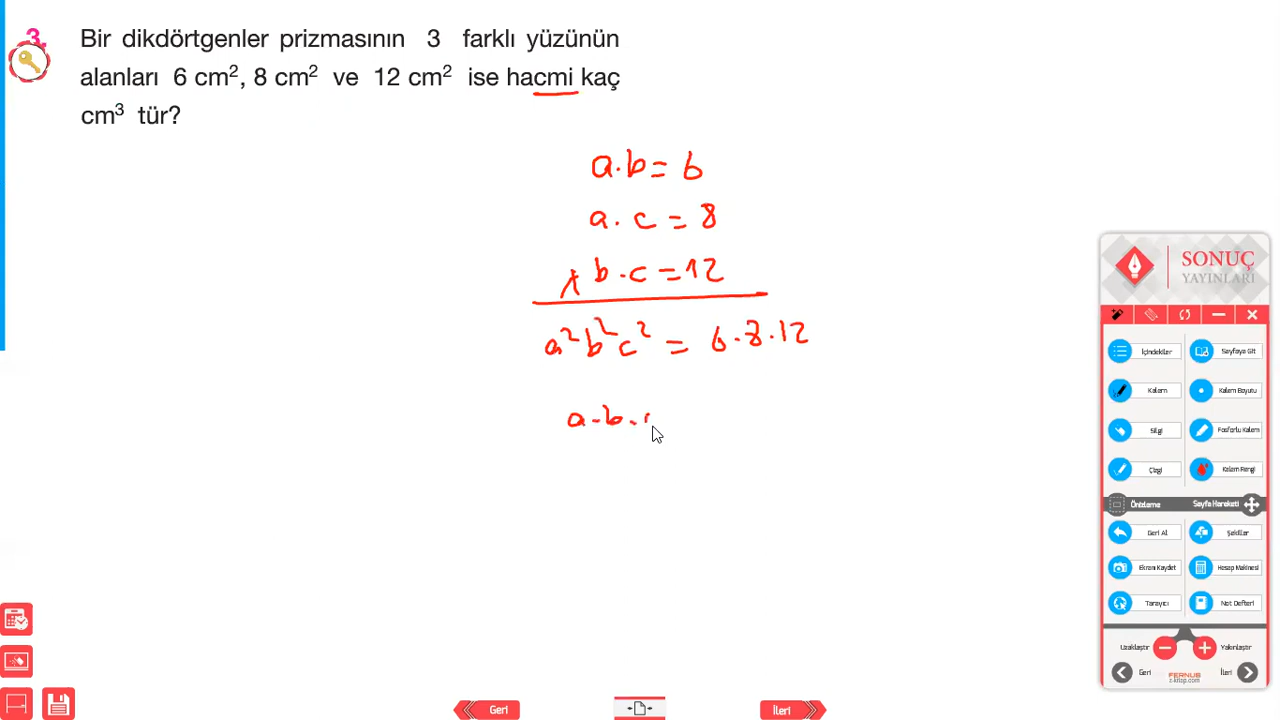 3.
Bir dikdörtgenler prizmasının 3 farklı yüzünün
alanları 6 cm², 8 cm² ve 12 cm² ise hacmi kaç
cm³ tür?
a.b = 6
a.c = 8
x b.c = 12
a²b²c² = 6.8.12
a.b.
SONUÇ
YAYINLARI
İçindekiler
Sayfaya Git
Kalem
Kalem Boyutu
Silgi
Fosforlu Kalem
Çizgi
Kalem Rengi
Önizleme
Sayfa Hareketi
Geri Al
Şekiller
Ekranı Kaydet
Hesap Makinesi
Tarayıcı
Not Defteri
Uzaklaştır
Yakınlaştır
Geri
FERNUS
z-kitap.com
İleri
Geri
İleri